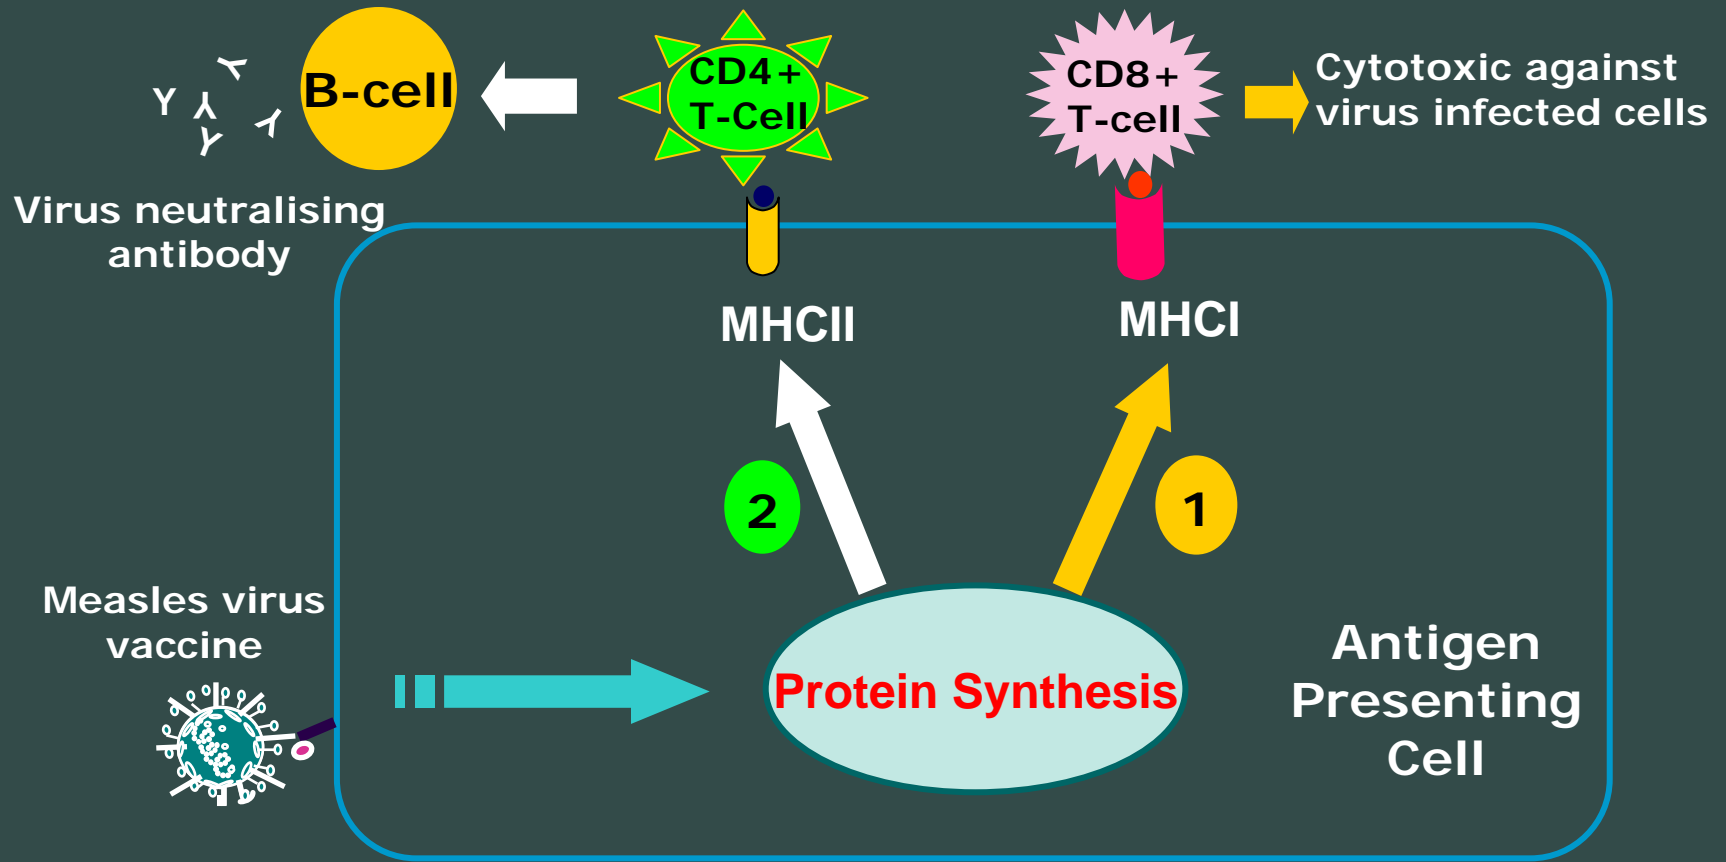 B-cell
CD4+
T-Cell
CD8+
T-cell
Cytotoxic against
virus infected cells
Virus neutralising
antibody
MHCII
MHCI
2
1
Measles virus
vaccine
Protein Synthesis
Antigen
Presenting
Cell